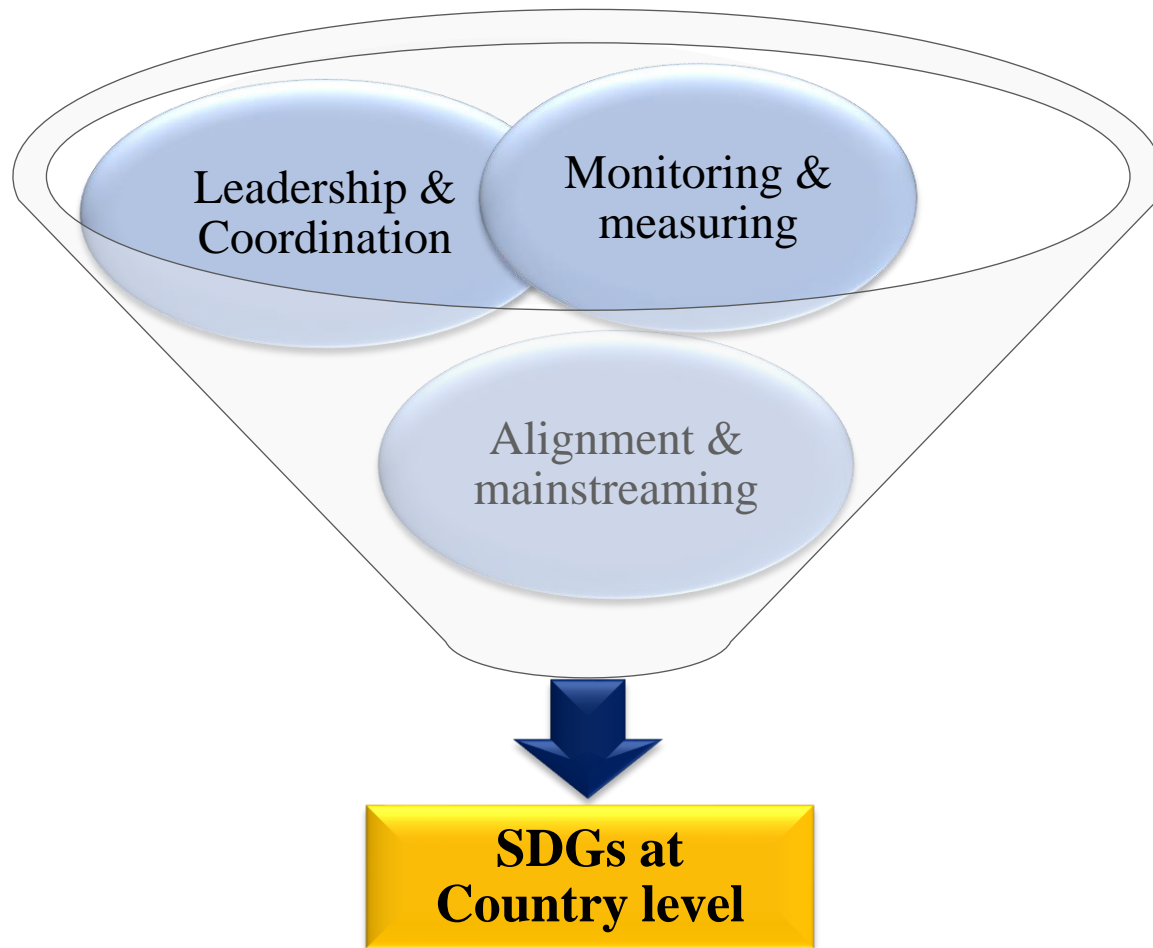 Leadership &
Coordination
Monitoring &
measuring
Alignment &
mainstreaming
SDGs at
Country level